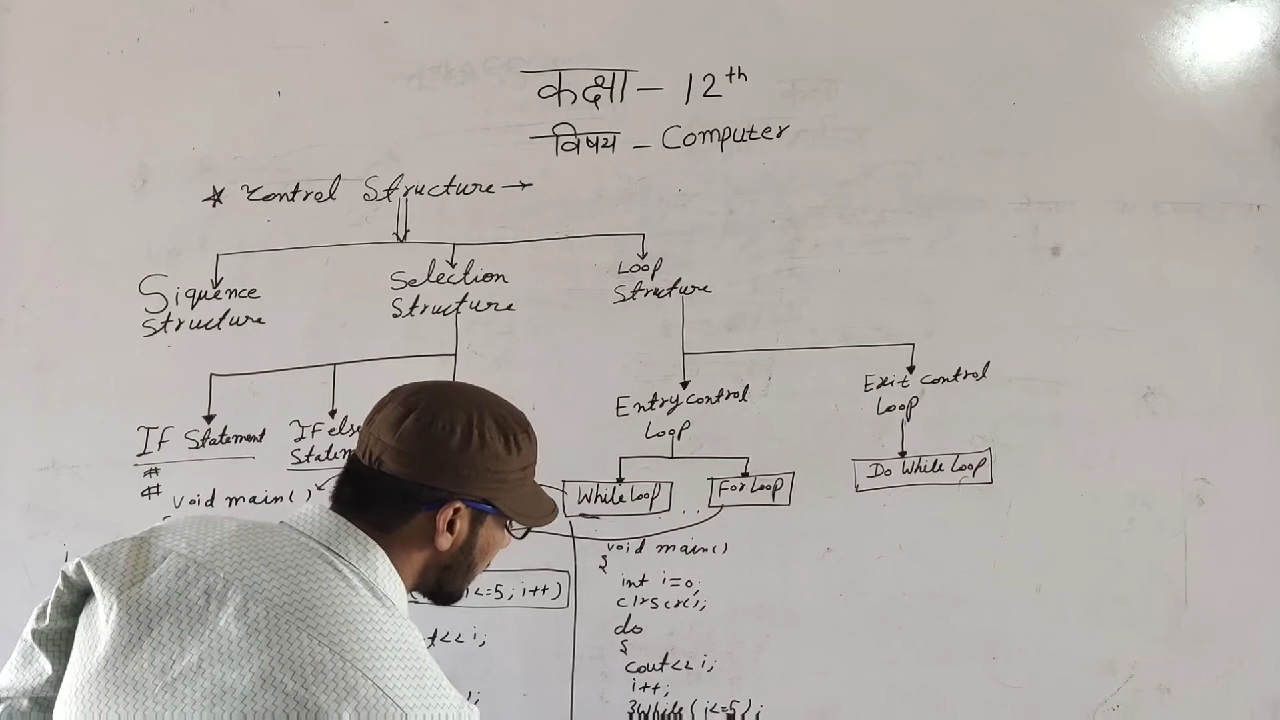 कक्षा - 12th
विषय - Computer
* Control Structure →
Siquence
Structure
Selection
Structure
Loop
Structure
IF Statement
IF else
Entry control
Loop
Exit control
Loop
While Loop
For Loop
Do While Loop
#
#
void main()
i<=5; i++)
t<<i;
void main()
{
int i=0;
do
{
cout<<i;
i++;
}while(i<=5);